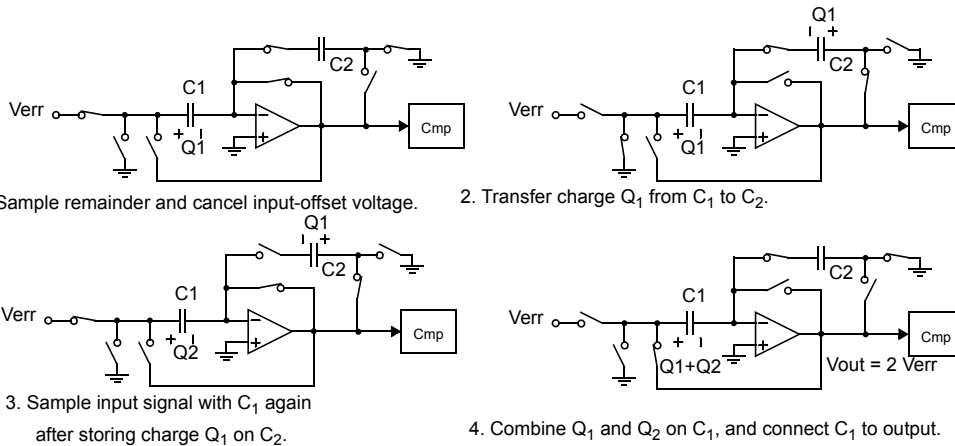 C2
C1
Verr
+
Q1
−
+
Cmp
Sample remainder and cancel input-offset voltage.
Q1
+
C2
C1
Verr
+
Q1
−
+
Cmp
2. Transfer charge Q1 from C1 to C2.
Q1
+
C2
C1
Verr
+
Q2
−
+
Cmp
3. Sample input signal with C1 again
after storing charge Q1 on C2.
C2
C1
Verr
+
Q1+Q2
−
+
Cmp
Vout = 2 Verr
4. Combine Q1 and Q2 on C1, and connect C1 to output.